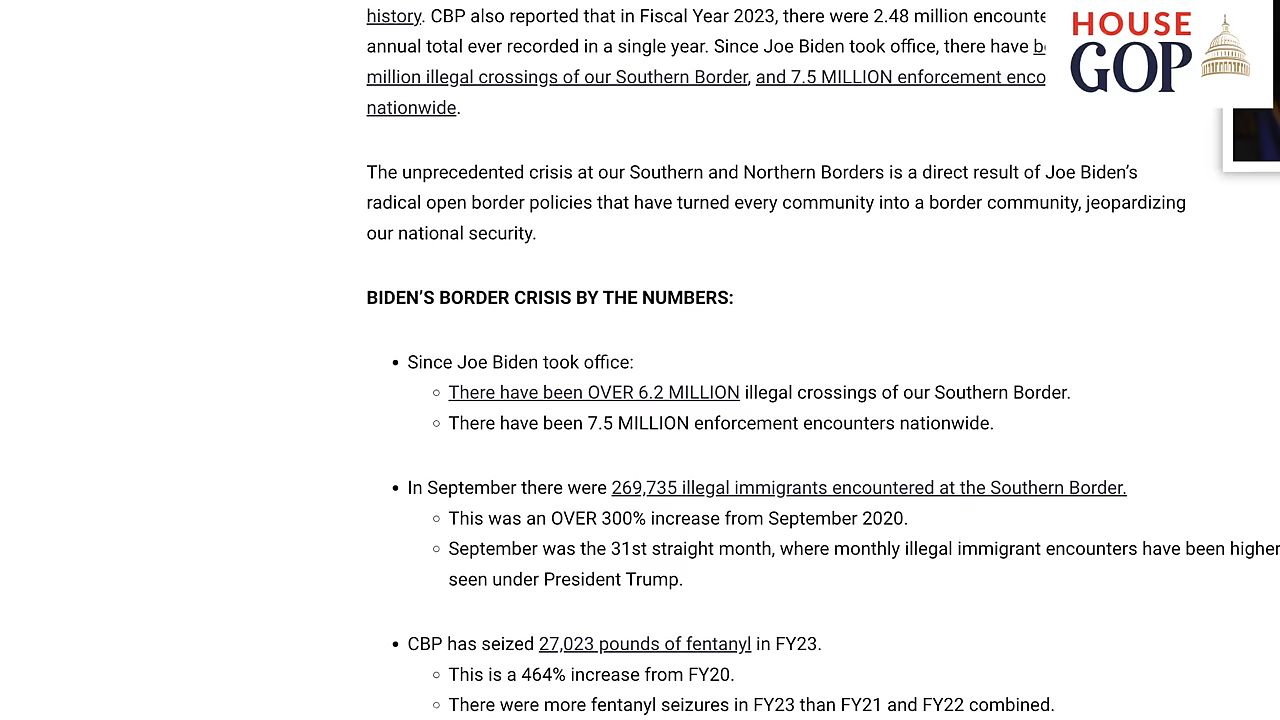 history. CBP also reported that in Fiscal Year 2023, there were 2.48 million
annual total ever recorded in a single year. Since Joe Biden took office, there have
million illegal crossings of our Southern Border, and 7.5 MILLION enforcement
nationwide.
HOUSE
GOP
The unprecedented crisis at our Southern and Northern Borders is a direct result of Joe Biden’s
radical open border policies that have turned every community into a border community, jeopardizing
our national security.
BIDEN’S BORDER CRISIS BY THE NUMBERS:
• Since Joe Biden took office:
○ There have been OVER 6.2 MILLION illegal crossings of our Southern Border.
○ There have been 7.5 MILLION enforcement encounters nationwide.
• In September there were 269,735 illegal immigrants encountered at the Southern Border.
○ This was an OVER 300% increase from September 2020.
○ September was the 31st straight month, where monthly illegal immigrant encounters have been higher
seen under President Trump.
• CBP has seized 27,023 pounds of fentanyl in FY23.
○ This is a 464% increase from FY20.
○ There were more fentanyl seizures in FY23 than FY21 and FY22 combined.